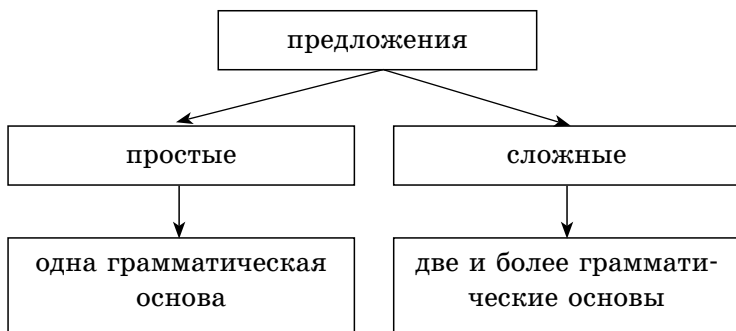 предложения
простые
сложные
одна грамматическая
основа
две и более граммати-
ческие основы